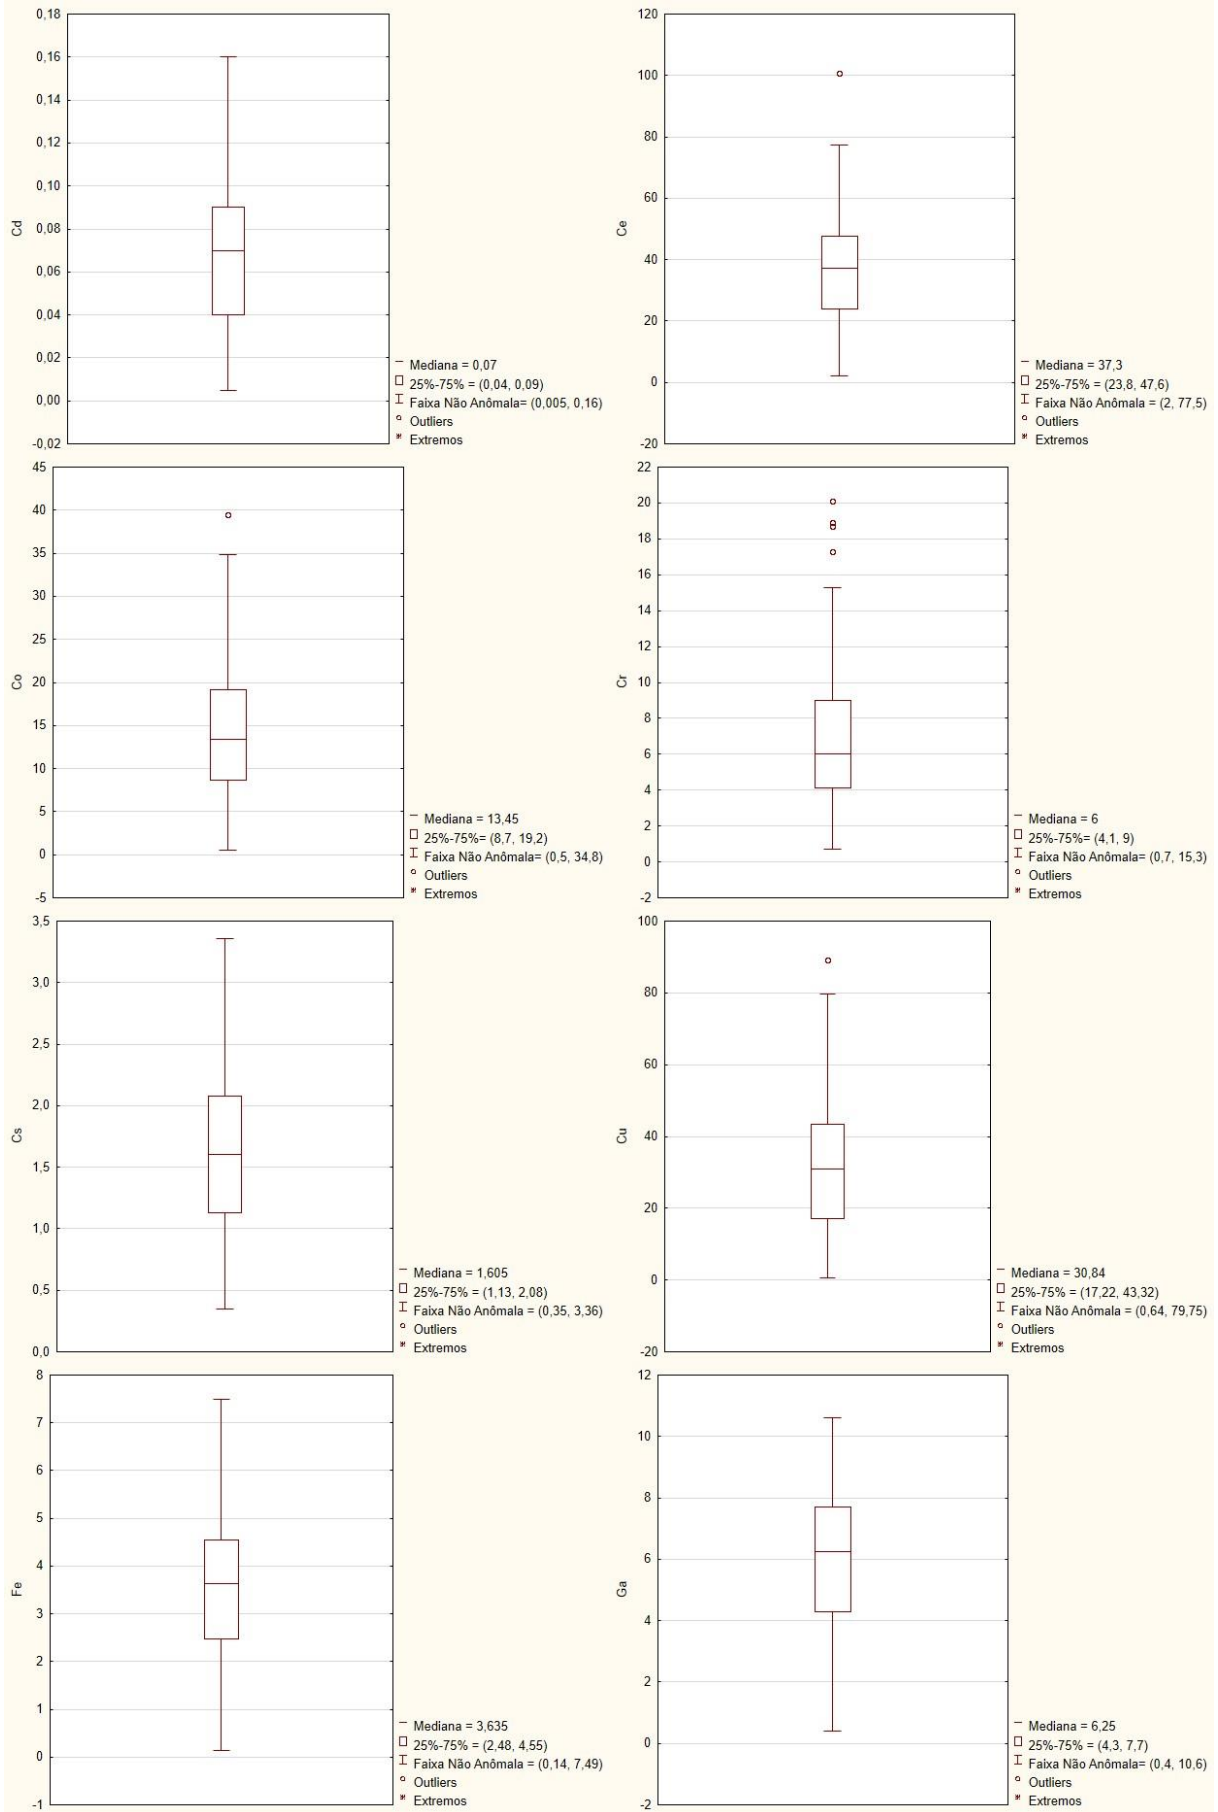 0,18
0,16
0,14
0,12
0,10
0,08
0,06
0,04
0,02
0,00
-0,02
Cd
Mediana = 0,07
25%-75% = (0,04, 0,09)
Faixa Não Anômala= (0,005, 0,16)
Outliers
Extremos
120
100
80
60
40
20
0
-20
Ce
Mediana = 37,3
25%-75% = (23,8, 47,6)
Faixa Não Anômala = (2, 77,5)
Outliers
Extremos
45
40
35
30
25
20
15
10
5
0
-5
Co
Mediana = 13,45
25%-75%= (8,7, 19,2)
Faixa Não Anômala= (0,5, 34,8)
Outliers
Extremos
22
20
18
16
14
12
10
8
6
4
2
0
-2
Cr
Mediana = 6
25%-75%= (4,1, 9)
Faixa Não Anômala= (0,7, 15,3)
Outliers
Extremos
3,5
3,0
2,5
2,0
1,5
1,0
0,5
0,0
Cs
Mediana = 1,605
25%-75% = (1,13, 2,08)
Faixa Não Anômala = (0,35, 3,36)
Outliers
Extremos
100
80
60
40
20
0
-20
Cu
Mediana = 30,84
25%-75% = (17,22, 43,32)
Faixa Não Anômala = (0,64, 79,75)
Outliers
Extremos
8
7
6
5
4
3
2
1
0
-1
Fe
Mediana = 3,635
25%-75% = (2,48, 4,55)
Faixa Não Anômala = (0,14, 7,49)
Outliers
Extremos
12
10
8
6
4
2
0
-2
Ga
Mediana = 6,25
25%-75% = (4,3, 7,7)
Faixa Não Anômala= (0,4, 10,6)
Outliers
Extremos